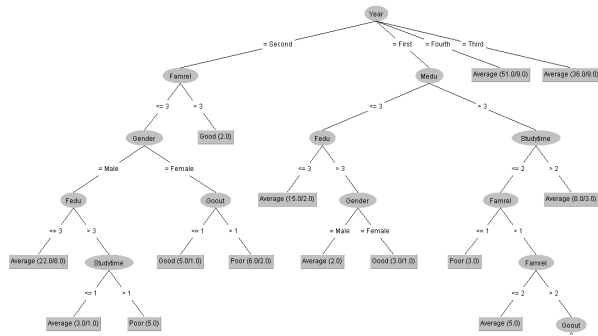 Year
= Second
= First
= Fourth
= Third
Famrel
Medu
Average (51.0/9.0)
Average (36.0/9.0)
<= 3
> 3
<= 3
> 3
Gender
Good (2.0)
Fedu
Studytime
= Male
= Female
<= 3
> 3
<= 2
> 2
Fedu
Goout
Average (15.0/2.0)
Gender
Famrel
Average (8.0/3.0)
<= 3
> 3
<= 1
> 1
= Male
= Female
<= 1
> 1
Average (22.0/8.0)
Studytime
Good (5.0/1.0)
Poor (6.0/2.0)
Average (2.0)
Good (3.0/1.0)
Poor (3.0)
Famrel
<= 1
> 1
<= 2
> 2
Average (3.0/1.0)
Poor (5.0)
Average (5.0)
Goout